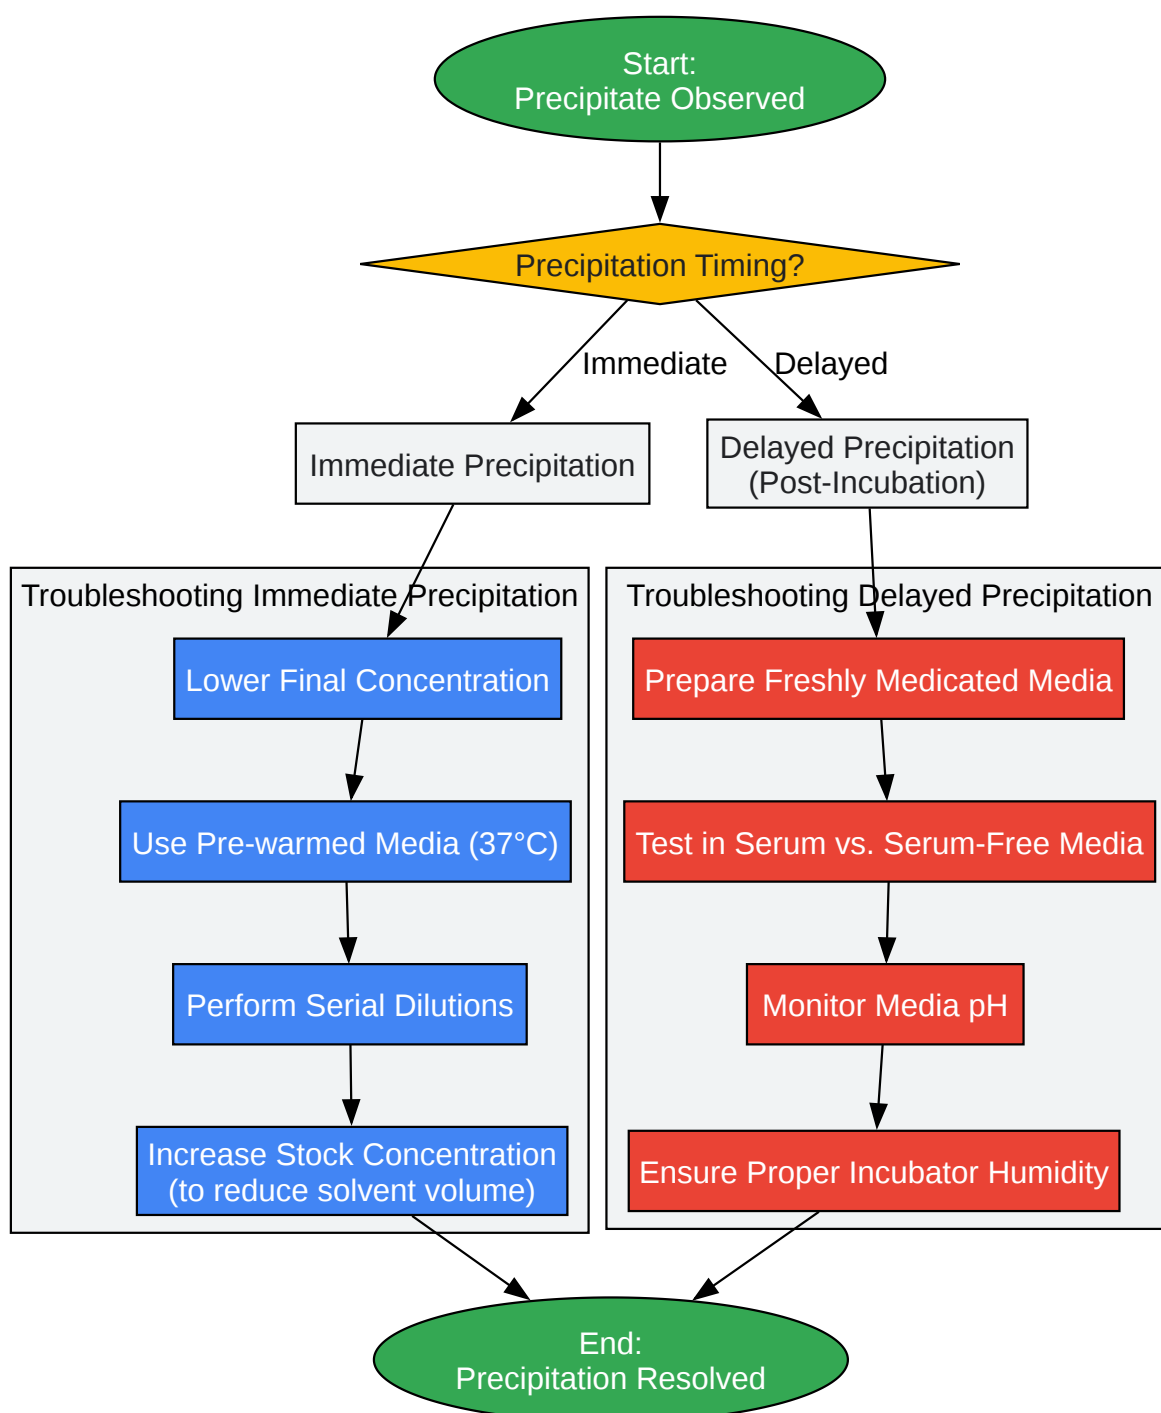 Start:
Precipitate Observed
Precipitation Timing?
Immediate
Delayed
Immediate Precipitation
Delayed Precipitation
(Post-Incubation)
Troubleshooting Immediate Precipitation
Lower Final Concentration
Use Pre-warmed Media (37°C)
Perform Serial Dilutions
Increase Stock Concentration
(to reduce solvent volume)
Troubleshooting Delayed Precipitation
Prepare Freshly Medicated Media
Test in Serum vs. Serum-Free Media
Monitor Media pH
Ensure Proper Incubator Humidity
End:
Precipitation Resolved